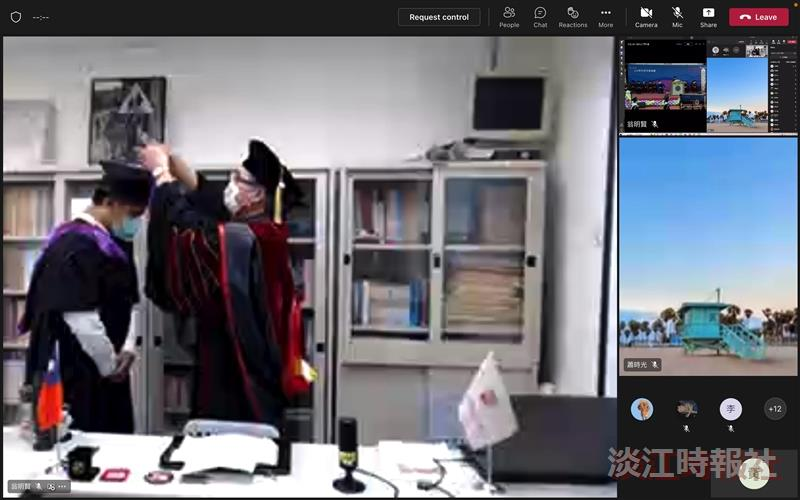 --:--
Request control
People
Chat
Reactions
More
Camera
Mic
Share
Leave
翁明賢
蕭時光
李
+12
翁明賢
淡江時報社